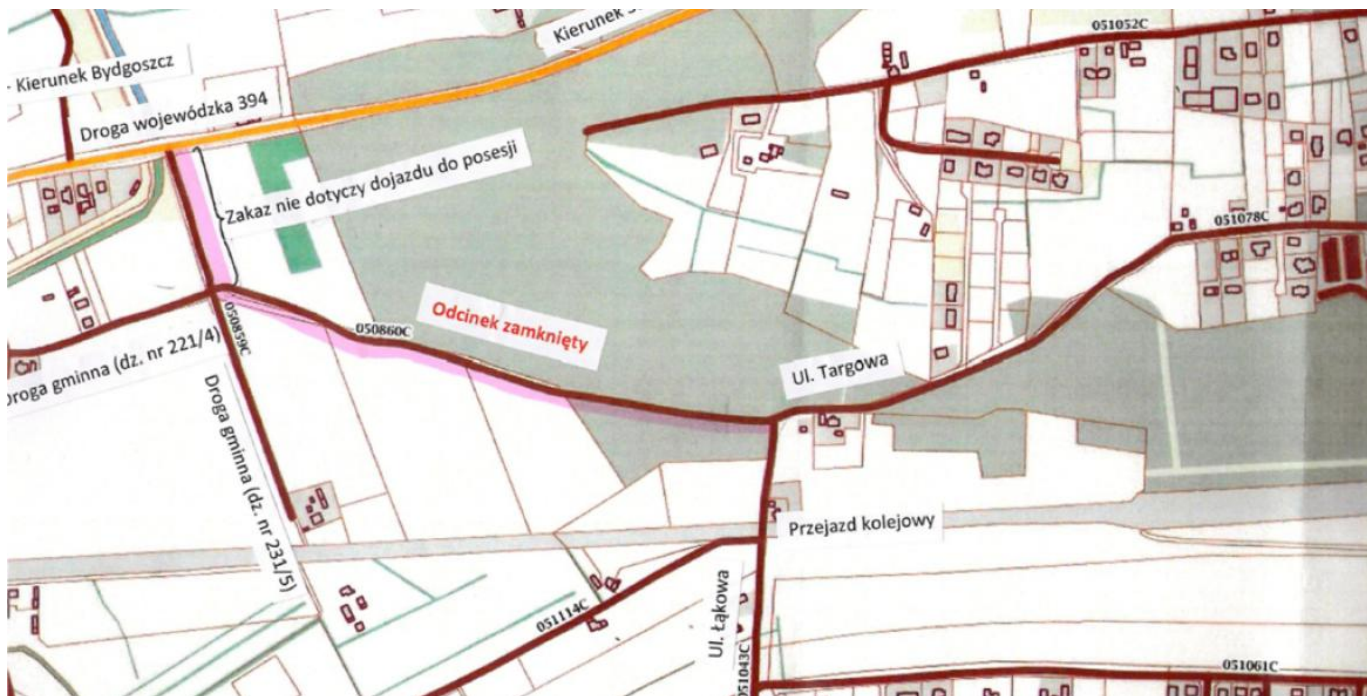 Kierunek
051052C
- Kierunek Bydgoszcz
Droga wojewódzka 394
Zakaz nie dotyczy dojazdu do posesji
051078C
Odcinek zamknięty
050860C
050859C
Droga gminna (dz. nr 221/4)
Ul. Targowa
Droga gminna (dz. nr 231/5)
Przejazd kolejowy
051114C
Ul. Łąkowa
051043C
051061C